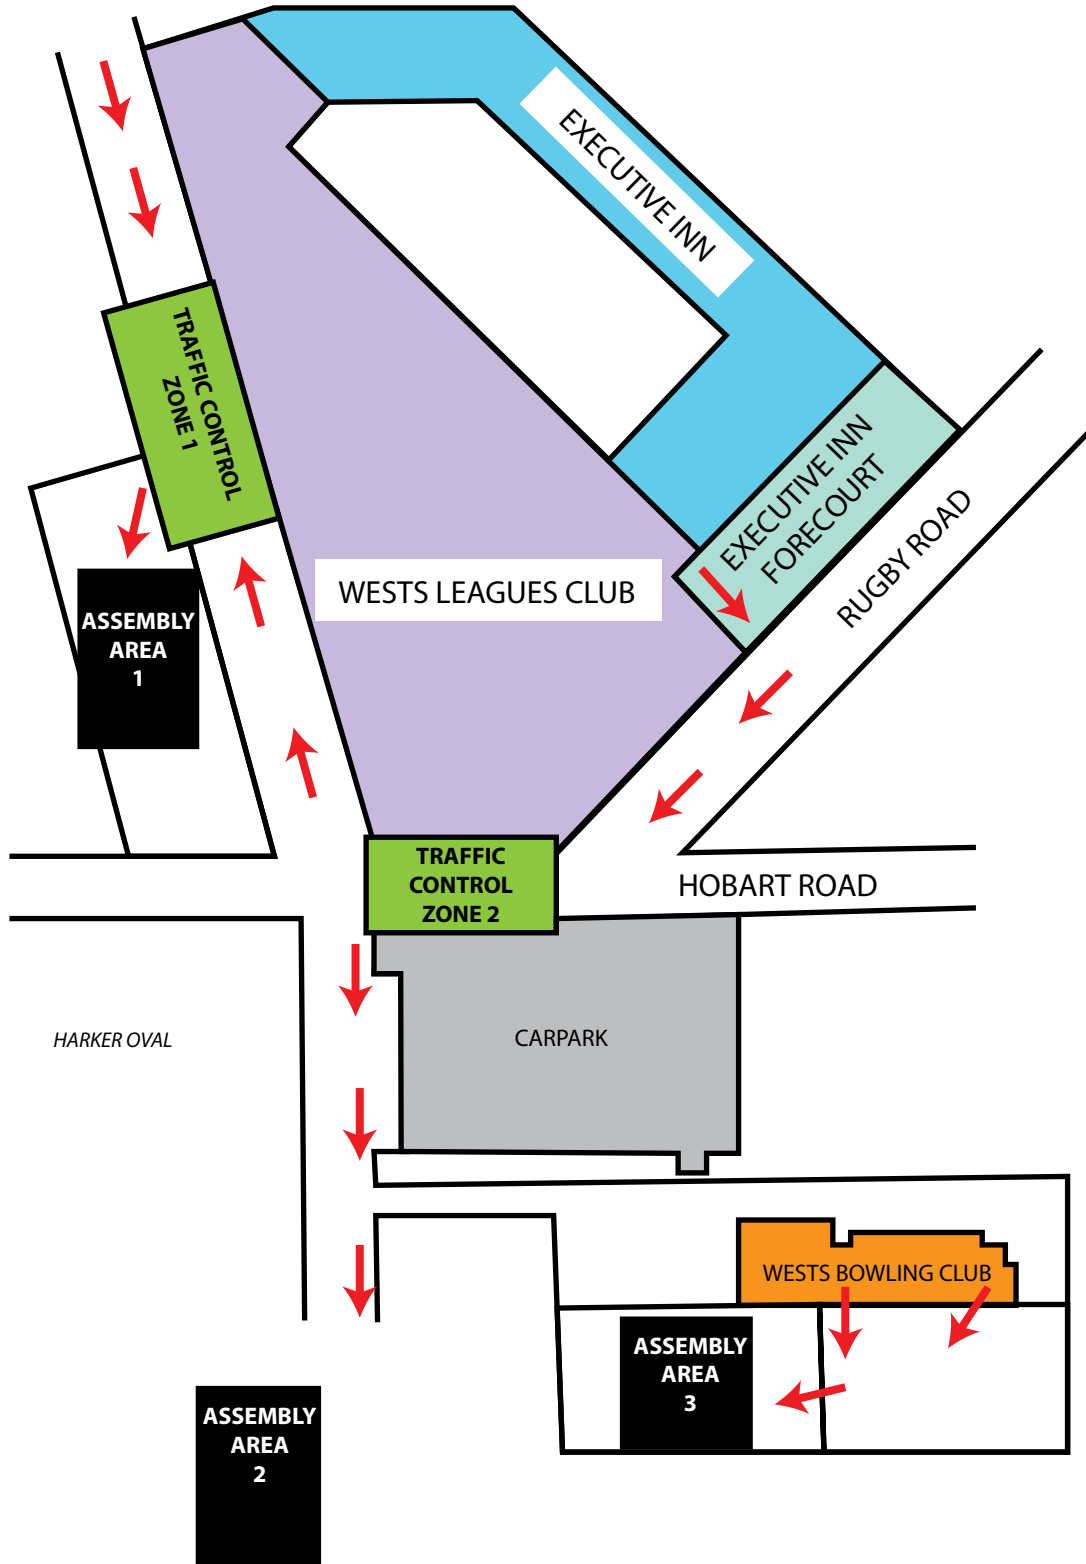 EXECUTIVE INN
TRAFFIC CONTROL
ZONE 1
EXECUTIVE INN
FORECOURT
RUGBY ROAD
WESTS LEAGUES CLUB
ASSEMBLY
AREA
1
TRAFFIC
CONTROL
ZONE 2
HOBART ROAD
HARKER OVAL
CARPARK
WESTS BOWLING CLUB
ASSEMBLY
AREA
3
ASSEMBLY
AREA
2